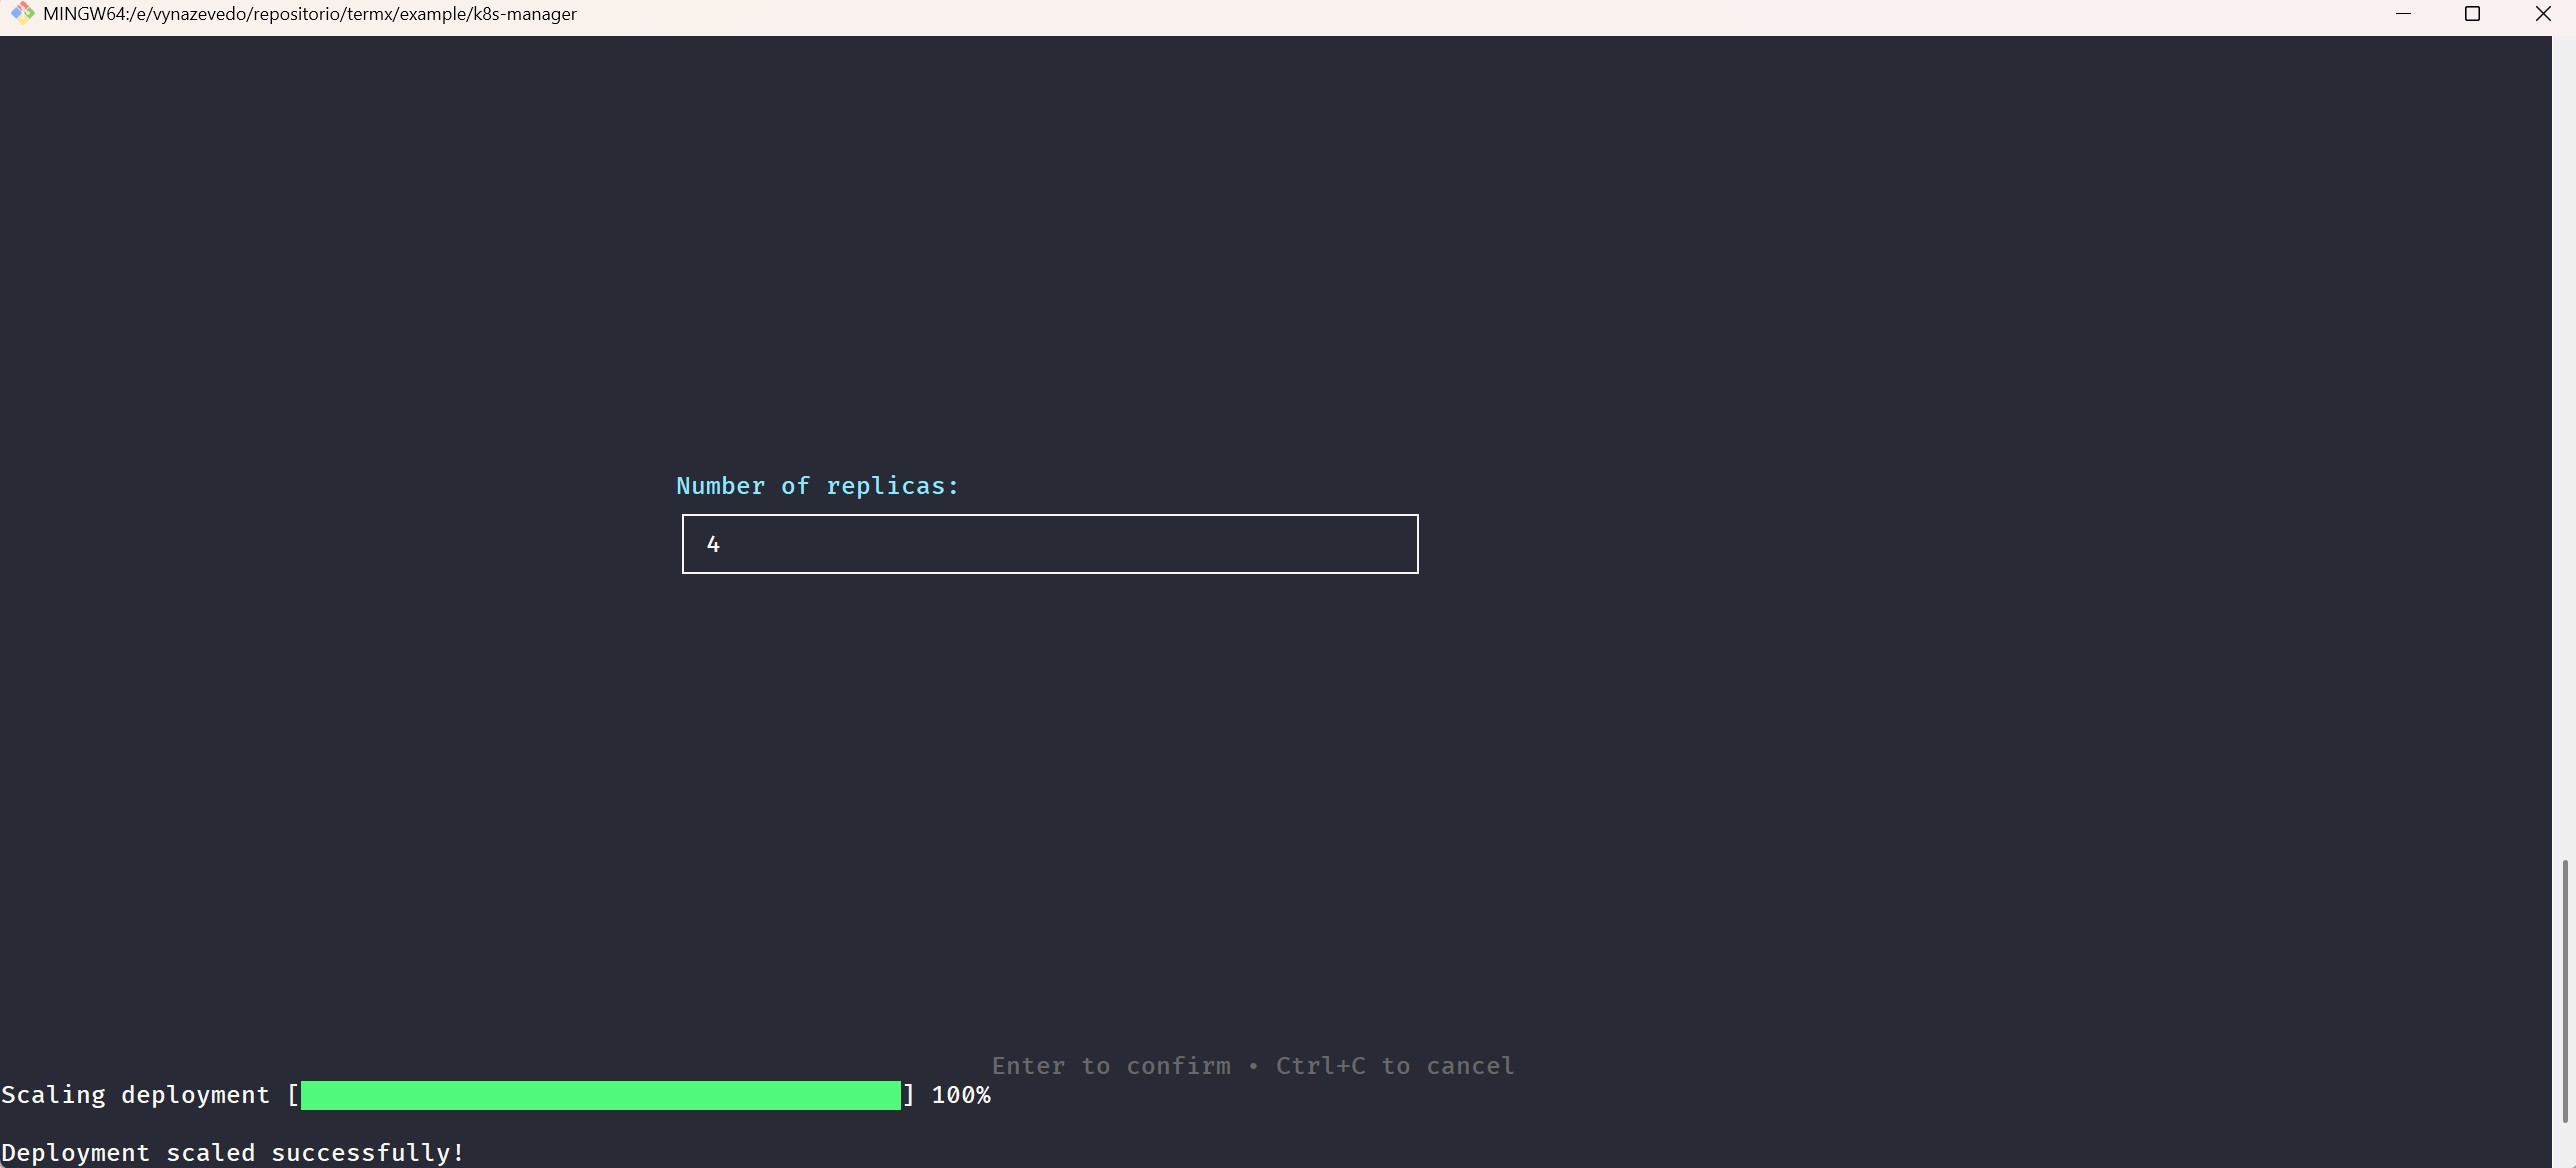 MINGW64:/e/vynazevedo/repositorio/termx/example/k8s-manager
Number of replicas:
4
Enter to confirm • Ctrl+C to cancel
Scaling deployment [] 100%
Deployment scaled successfully!